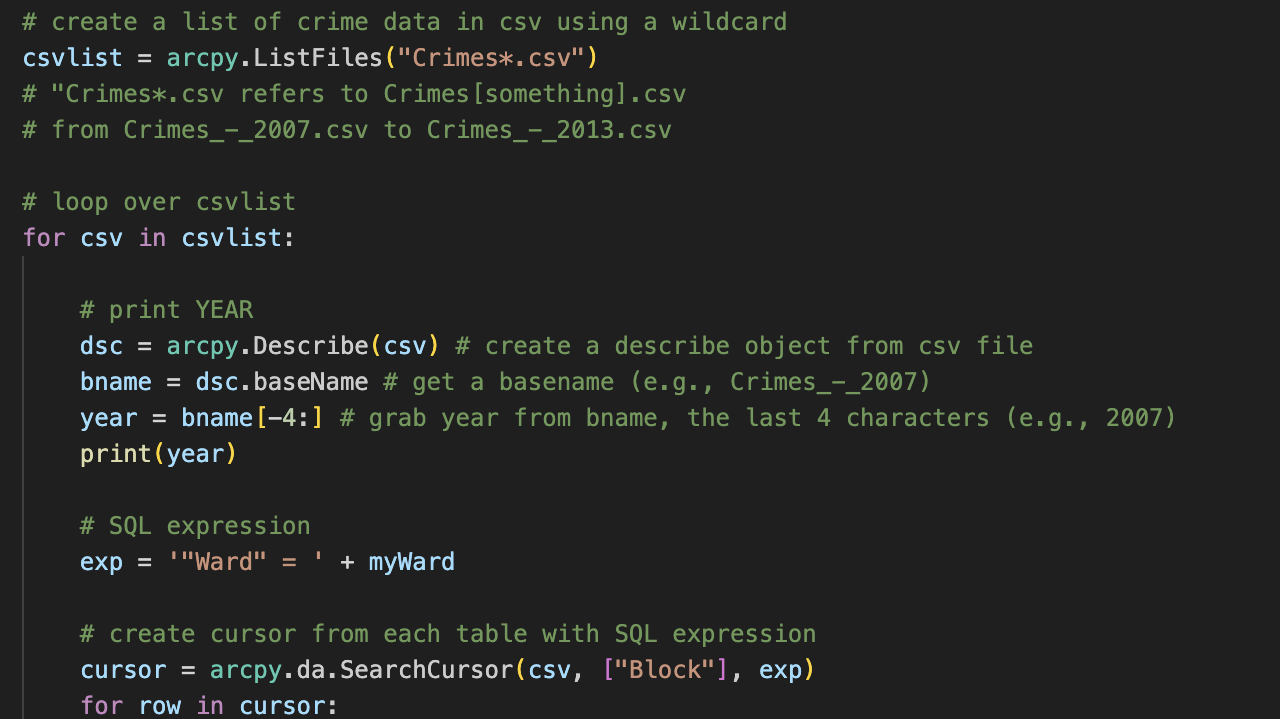 # create a list of crime data in csv using a wildcard
csvlist = arcpy.ListFiles("Crimes*.csv")
# "Crimes*.csv refers to Crimes[something].csv
# from Crimes_-_2007.csv to Crimes_-_2013.csv
# loop over csvlist
for csv in csvlist:
# print YEAR
dsc = arcpy.Describe(csv) # create a describe object from csv file
bname = dsc.baseName # get a basename (e.g., Crimes_-_2007)
year = bname[-4:] # grab year from bname, the last 4 characters (e.g., 2007)
print(year)
# SQL expression
exp = '"Ward" = ' + myWard
# create cursor from each table with SQL expression
cursor = arcpy.da.SearchCursor(csv, ["Block"], exp)
for row in cursor: